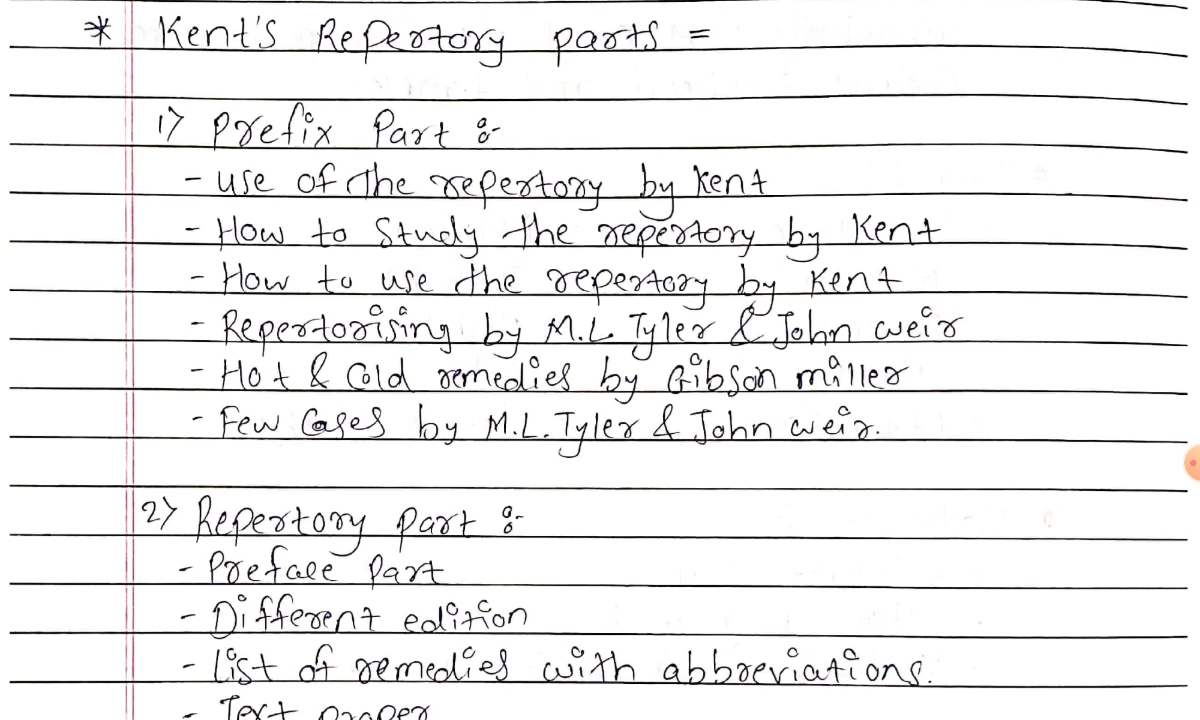 * Kent's Repertory parts =
1) Prefix Part :-
- use of the repertory by Kent
- How to Study the repertory by Kent
- How to use the repertory by Kent
- Repertorising by M.L. Tyler & John weir
- Hot & Cold remedies by Gibson miller
- Few Cases by M.L. Tyler & John weir.
2) Repertory part :-
- Preface Part
- Different edition
- List of remedies with abbreviations.
- Text proper